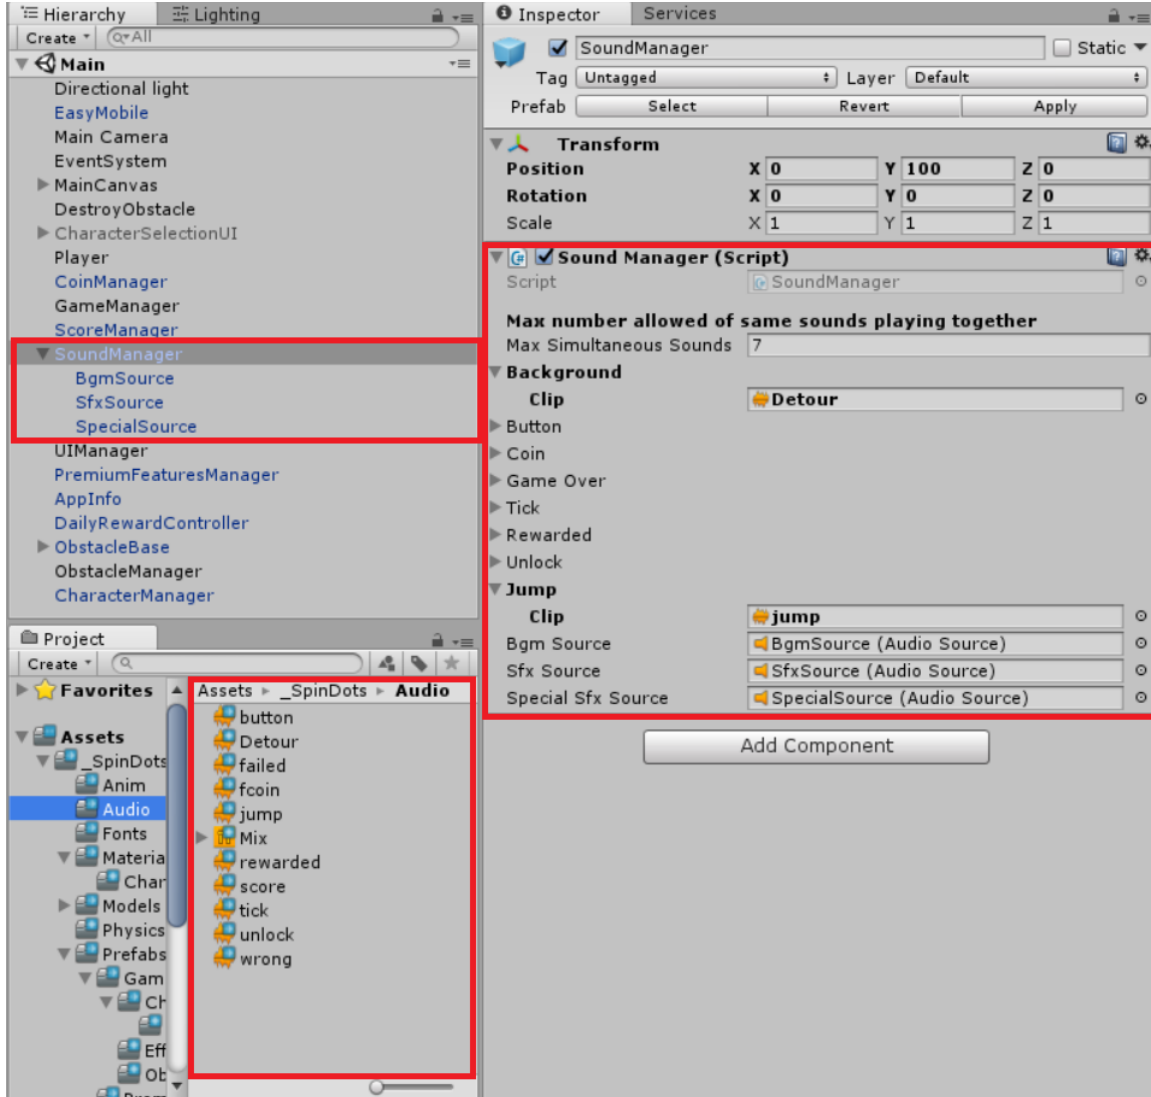 Hierarchy
Lighting
Create
All
Main
Directional light
EasyMobile
Main Camera
EventSystem
MainCanvas
DestroyObstacle
CharacterSelectionUI
Player
CoinManager
GameManager
ScoreManager
SoundManager
BgmSource
SfxSource
SpecialSource
UIManager
PremiumFeaturesManager
AppInfo
DailyRewardController
ObstacleBase
ObstacleManager
CharacterManager
Project
Create
Favorites
Assets
_SpinDots
Anim
Audio
Fonts
Materia
Char
Models
Physics
Prefabs
Gam
Ch
Eff
Ob
Assets _SpinDots Audio
button
Detour
failed
fcoin
jump
Mix
rewarded
score
tick
unlock
wrong
Inspector
Services
SoundManager
Static
Tag Untagged Layer Default
Prefab Select Revert Apply
Transform
Position X 0 Y 100 Z 0
Rotation X 0 Y 0 Z 0
Scale X 1 Y 1 Z 1
Sound Manager (Script)
Script SoundManager
Max number allowed of same sounds playing together
Max Simultaneous Sounds 7
Background
Clip Detour
Button
Coin
Game Over
Tick
Rewarded
Unlock
Jump
Clip jump
Bgm Source BgmSource (Audio Source)
Sfx Source SfxSource (Audio Source)
Special Sfx Source SpecialSource (Audio Source)
Add Component